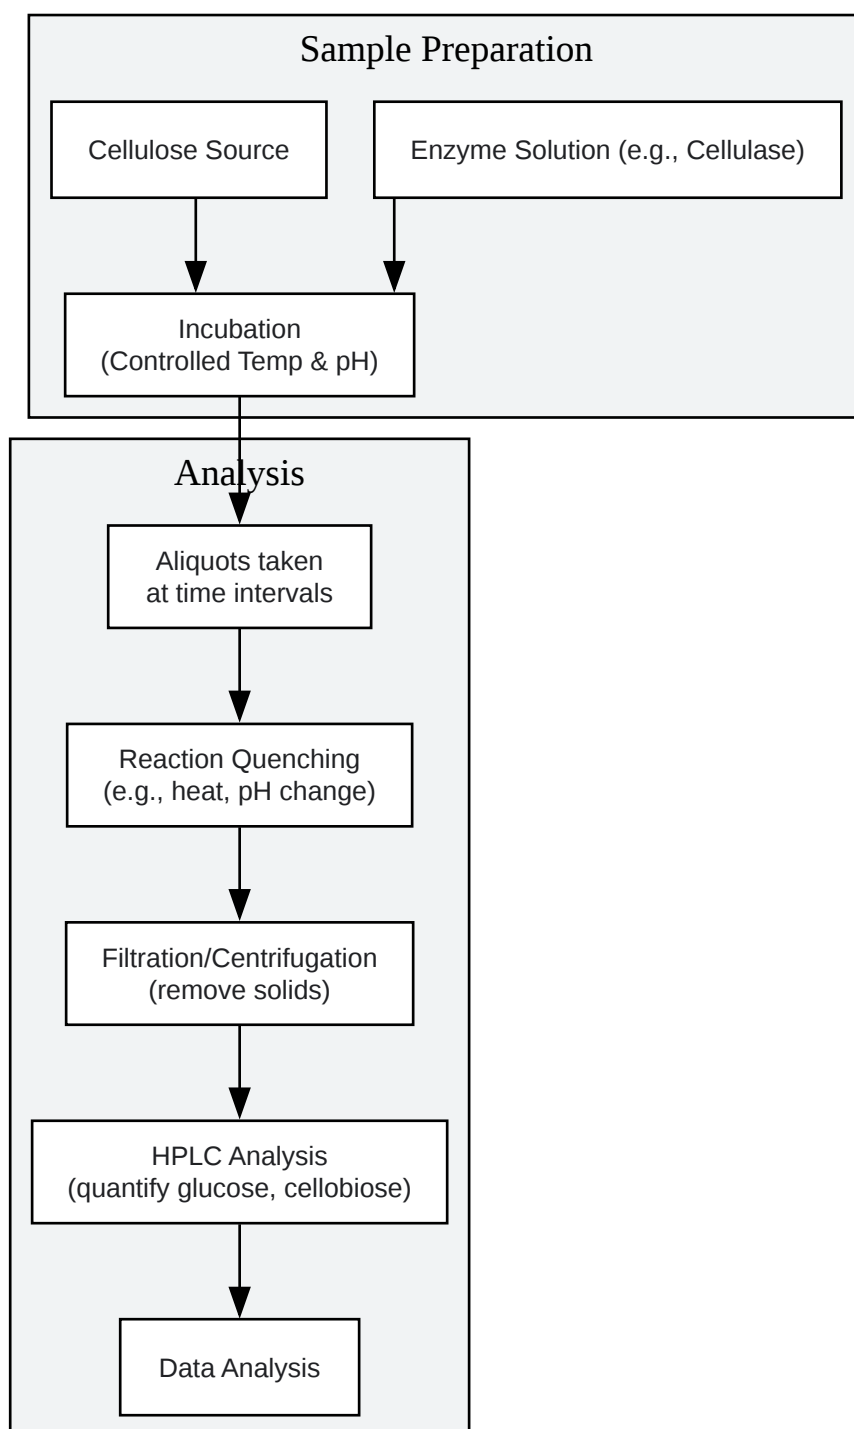 Sample Preparation
Cellulose Source
Enzyme Solution (e.g., Cellulase)
Incubation
(Controlled Temp & pH)
Analysis
Aliquots taken
at time intervals
Reaction Quenching
(e.g., heat, pH change)
Filtration/Centrifugation
(remove solids)
HPLC Analysis
(quantify glucose, cellobiose)
Data Analysis